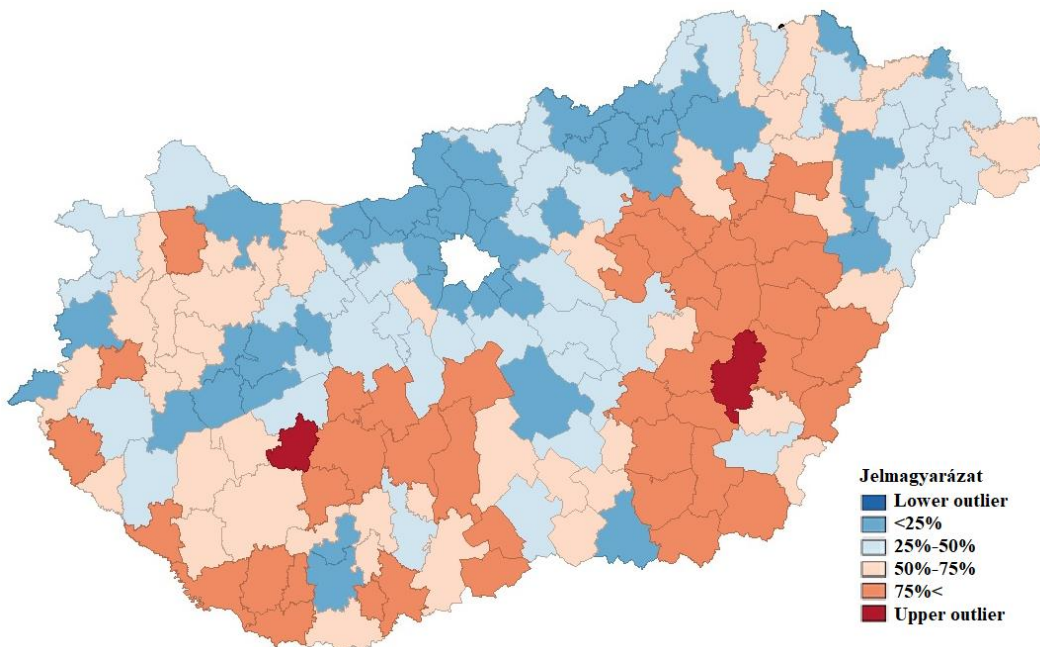 Jelmagyarázat
Lower outlier
<25%
25%-50%
50%-75%
75%<
Upper outlier